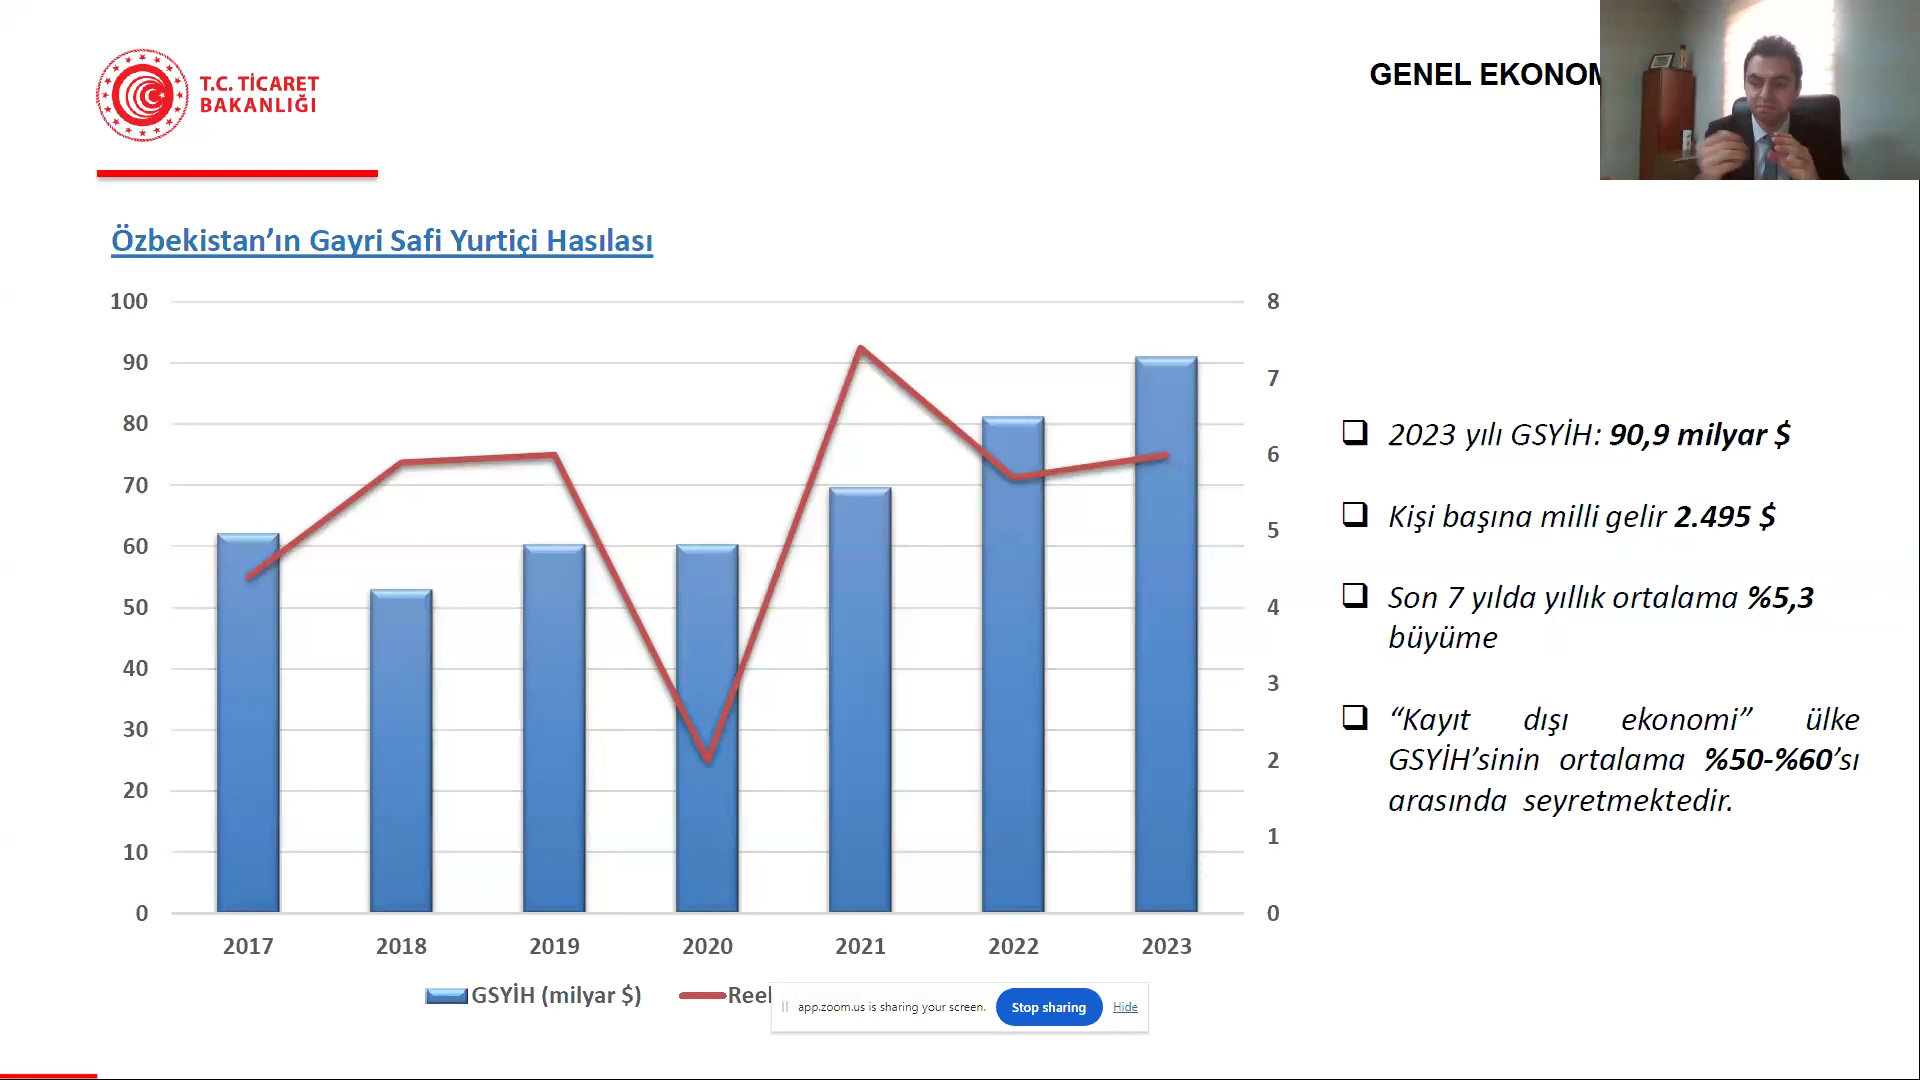 T.C. TİCARET
BAKANLIĞI
GENEL
Özbekistan’ın Gayri Safi Yurtiçi Hasılası
100
90
80
70
60
50
40
30
20
10
0
8
7
6
5
4
3
2
1
0
2017 2018 2019 2020 2021 2022 2023
GSYİH (milyar $)
2023 yılı GSYİH: 90,9 milyar $
Kişi başına milli gelir 2.495 $
Son 7 yılda yıllık ortalama %5,3
büyüme
“Kayıt dışı ekonomi” ülke
GSYİH’sinin ortalama %50-%60’sı
arasında seyretmektedir.
app.zoom.us is sharing your screen. Stop sharing Hide